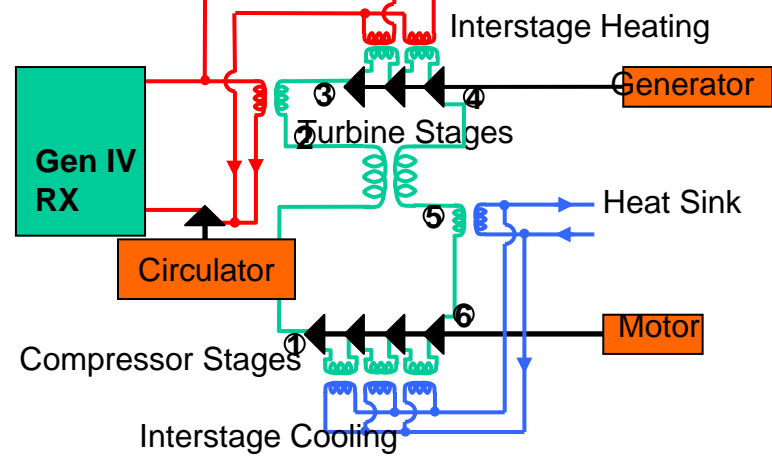 Interstage Heating
Generator
③
④
Turbine Stages
②
Gen IV
RX
⑤
Heat Sink
Circulator
⑥
Motor
①
Compressor Stages
Interstage Cooling